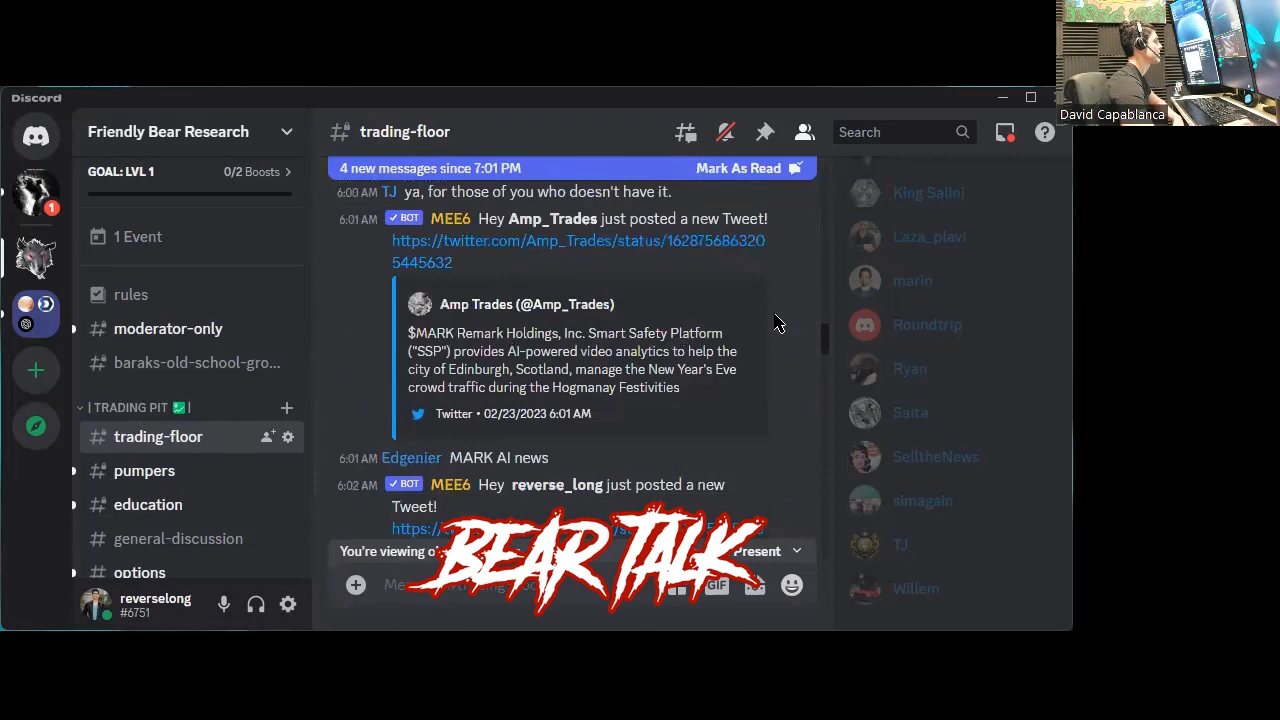 David Capablanca
Discord
Friendly Bear Research
trading-floor
Search
GOAL: LVL 1
0/2 Boosts
1
1 Event
rules
moderator-only
baraks-old-school-gro...
| TRADING PIT | 
trading-floor
pumpers
education
general-discussion
options
reverselong
#6751
4 new messages since 7:01 PM
Mark As Read
6:00 AM TJ ya, for those of you who doesn't have it.
6:01 AM BOT MEE6 Hey Amp_Trades just posted a new Tweet!
https://twitter.com/Amp_Trades/status/162875686320
5445632
Amp Trades (@Amp_Trades)
$MARK Remark Holdings, Inc. Smart Safety Platform
("SSP") provides AI-powered video analytics to help the
city of Edinburgh, Scotland, manage the New Year's Eve
crowd traffic during the Hogmanay Festivities
Twitter • 02/23/2023 6:01 AM
6:01 AM Edgenier MARK AI news
6:02 AM BOT MEE6 Hey reverse_long just posted a new
Tweet!
You're viewing
Present
GIF
BEAR TALK
King Salini
Laza_plavi
marin
Roundtrip
Ryan
Saita
SelltheNews
simagain
TJ
Willem